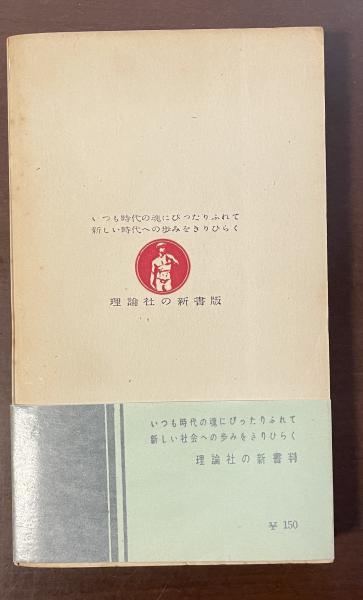 いつも時代の魂にぴったりふれて
新しい時代への歩みをきりひらく
理論社の新書版
いつも時代の魂にぴったりふれて
新しい社会への歩みをきりひらく
理論社の新書判
150